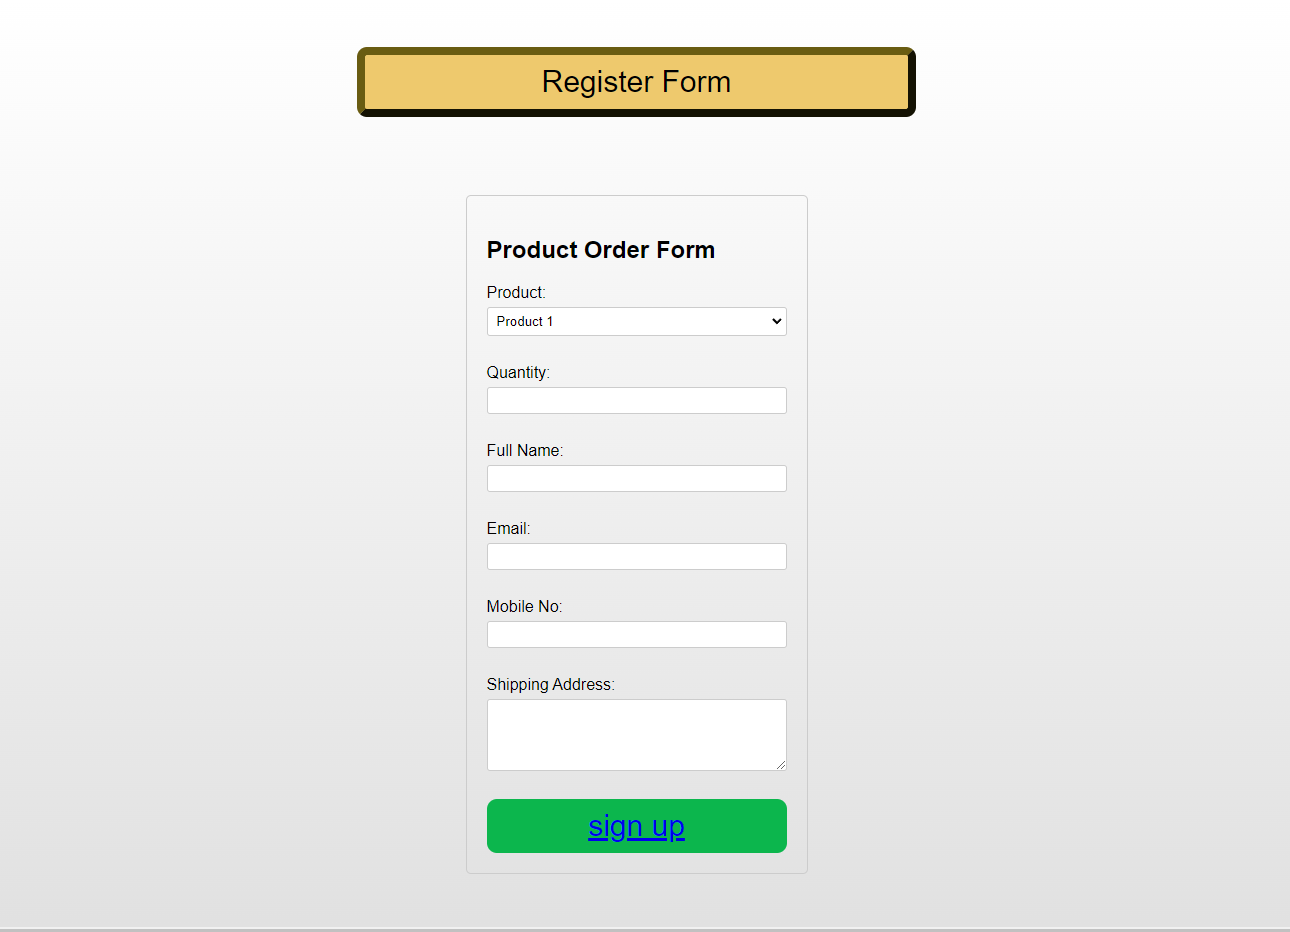 Register Form
Product Order Form
Product:
Product 1
Quantity:
Full Name:
Email:
Mobile No:
Shipping Address:
sign up